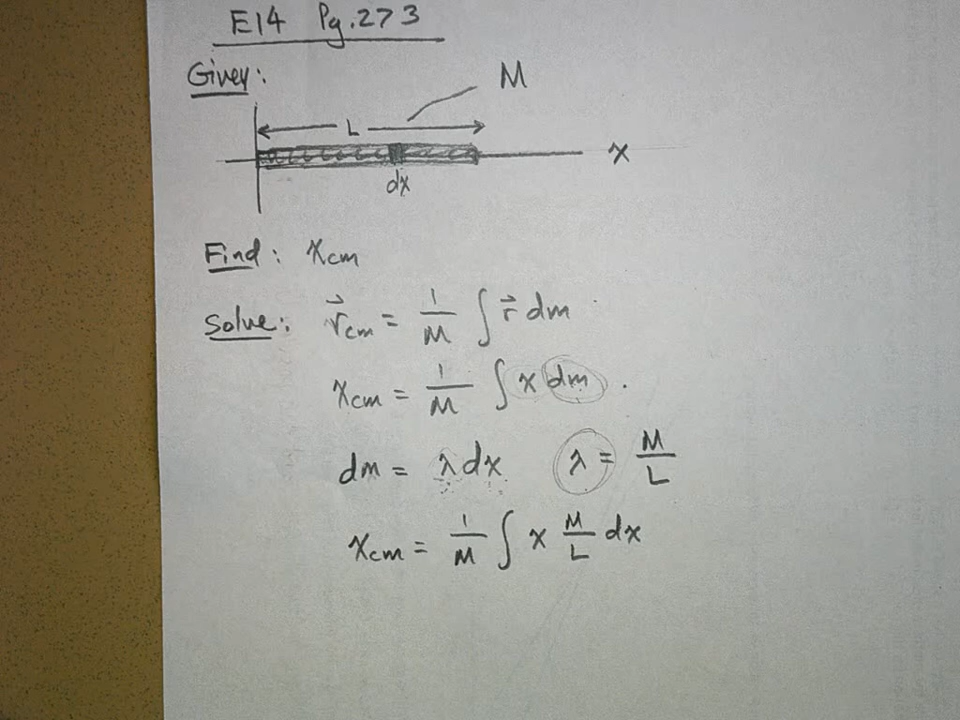 E14 Pg.273
Given:
M
L
x
dx
Find: xcm
Solve: r⃗cm = 1/M ∫ r⃗ dm
xcm = 1/M ∫ x dm.
dm = λdx λ = M/L
xcm = 1/M ∫ x M/L dx